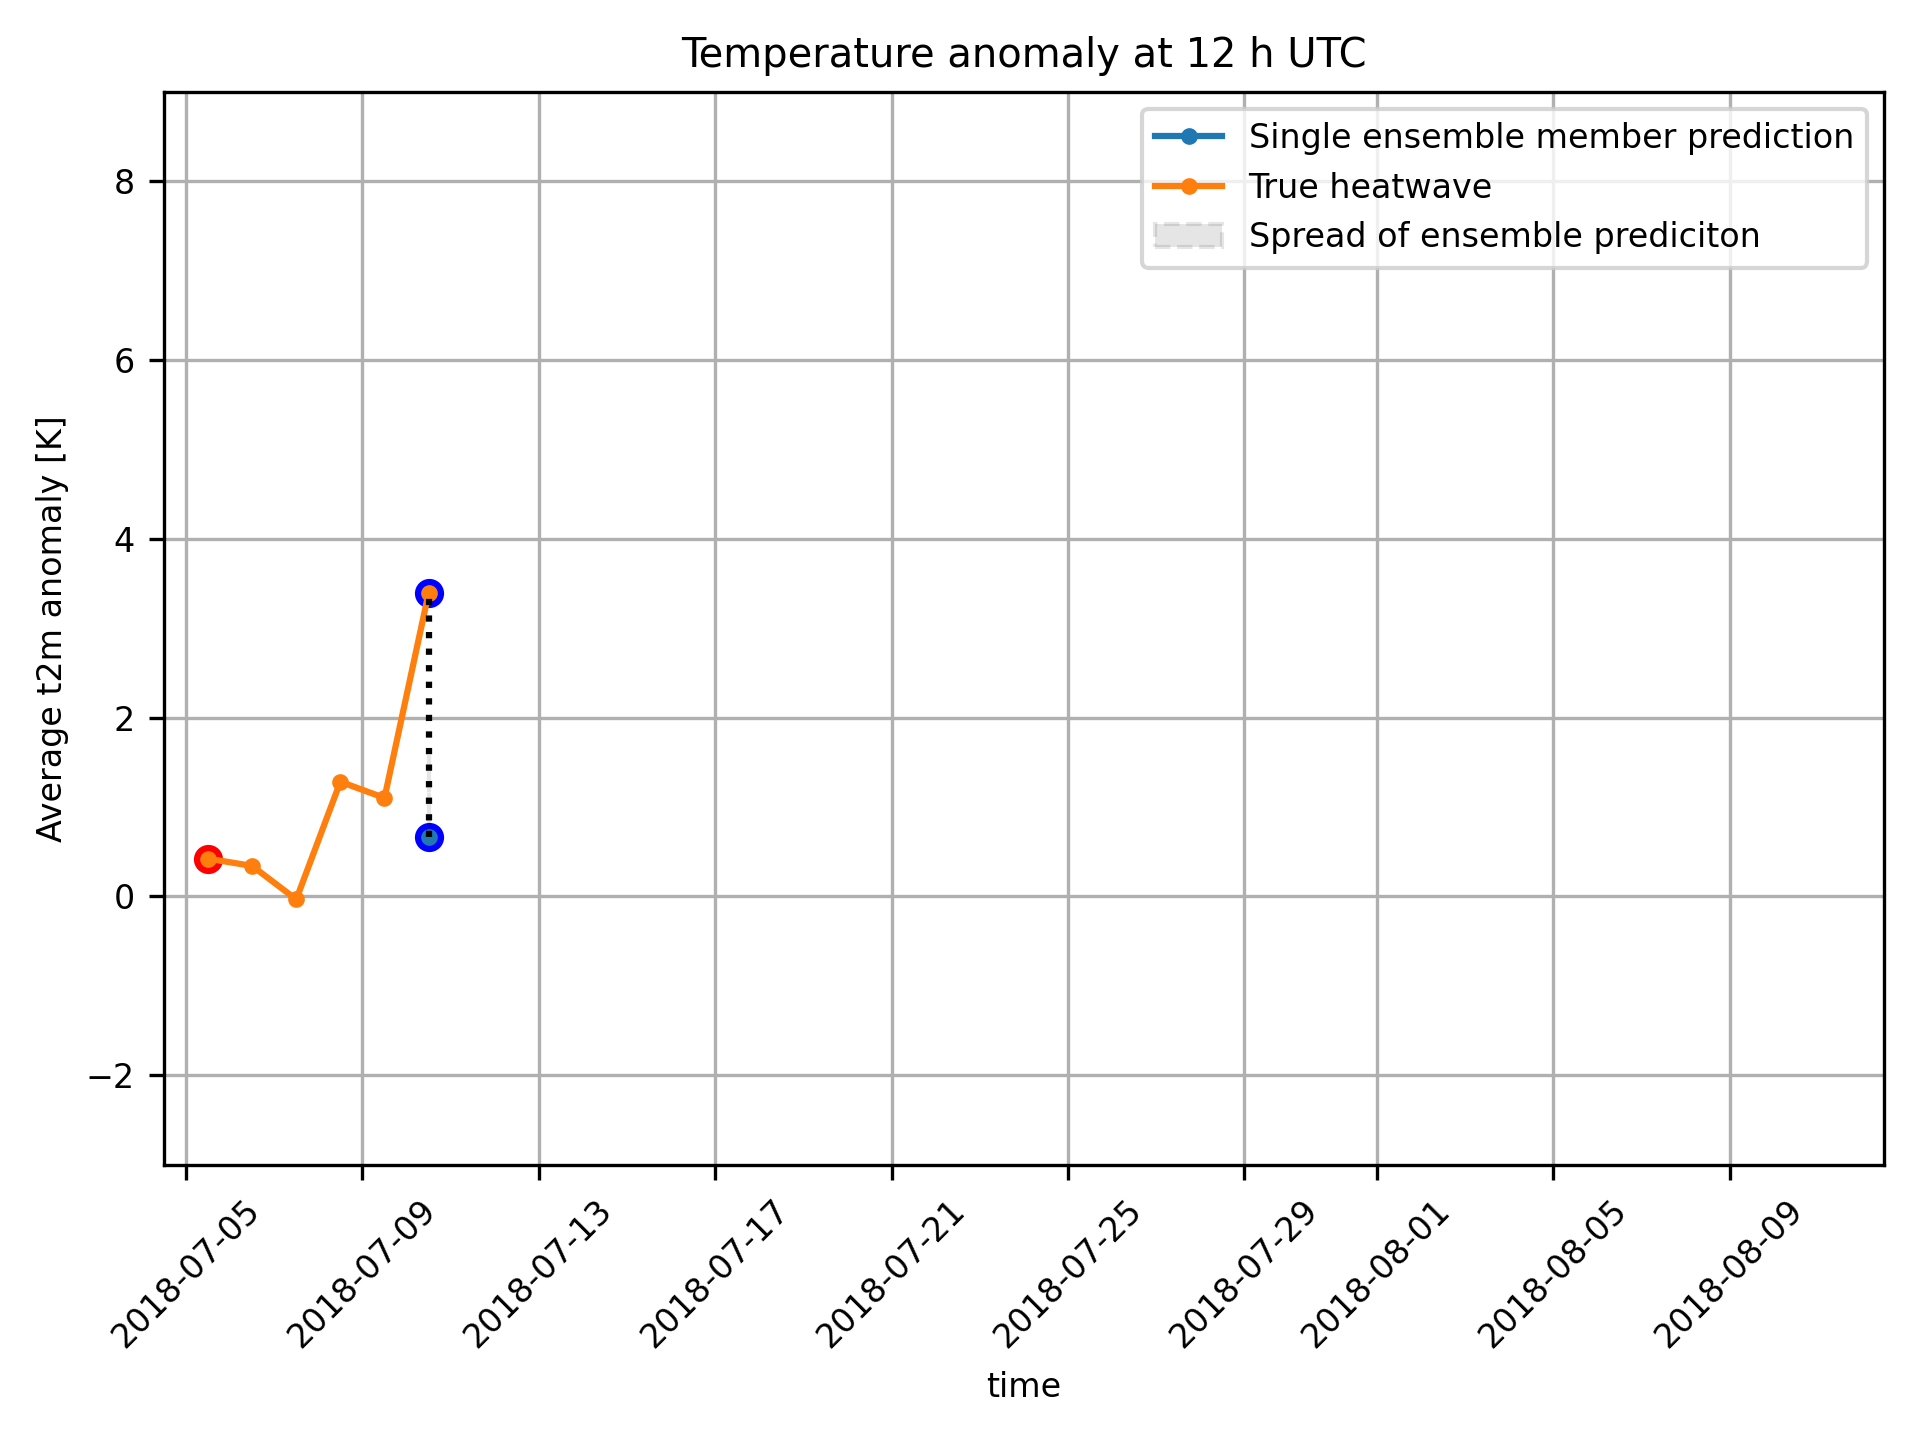 Temperature anomaly at 12 h UTC
Single ensemble member prediction
True heatwave
Spread of ensemble prediciton
Average t2m anomaly [K]
8
6
4
2
0
−2
2018-07-05
2018-07-09
2018-07-13
2018-07-17
2018-07-21
2018-07-25
2018-07-29
2018-08-01
2018-08-05
2018-08-09
time